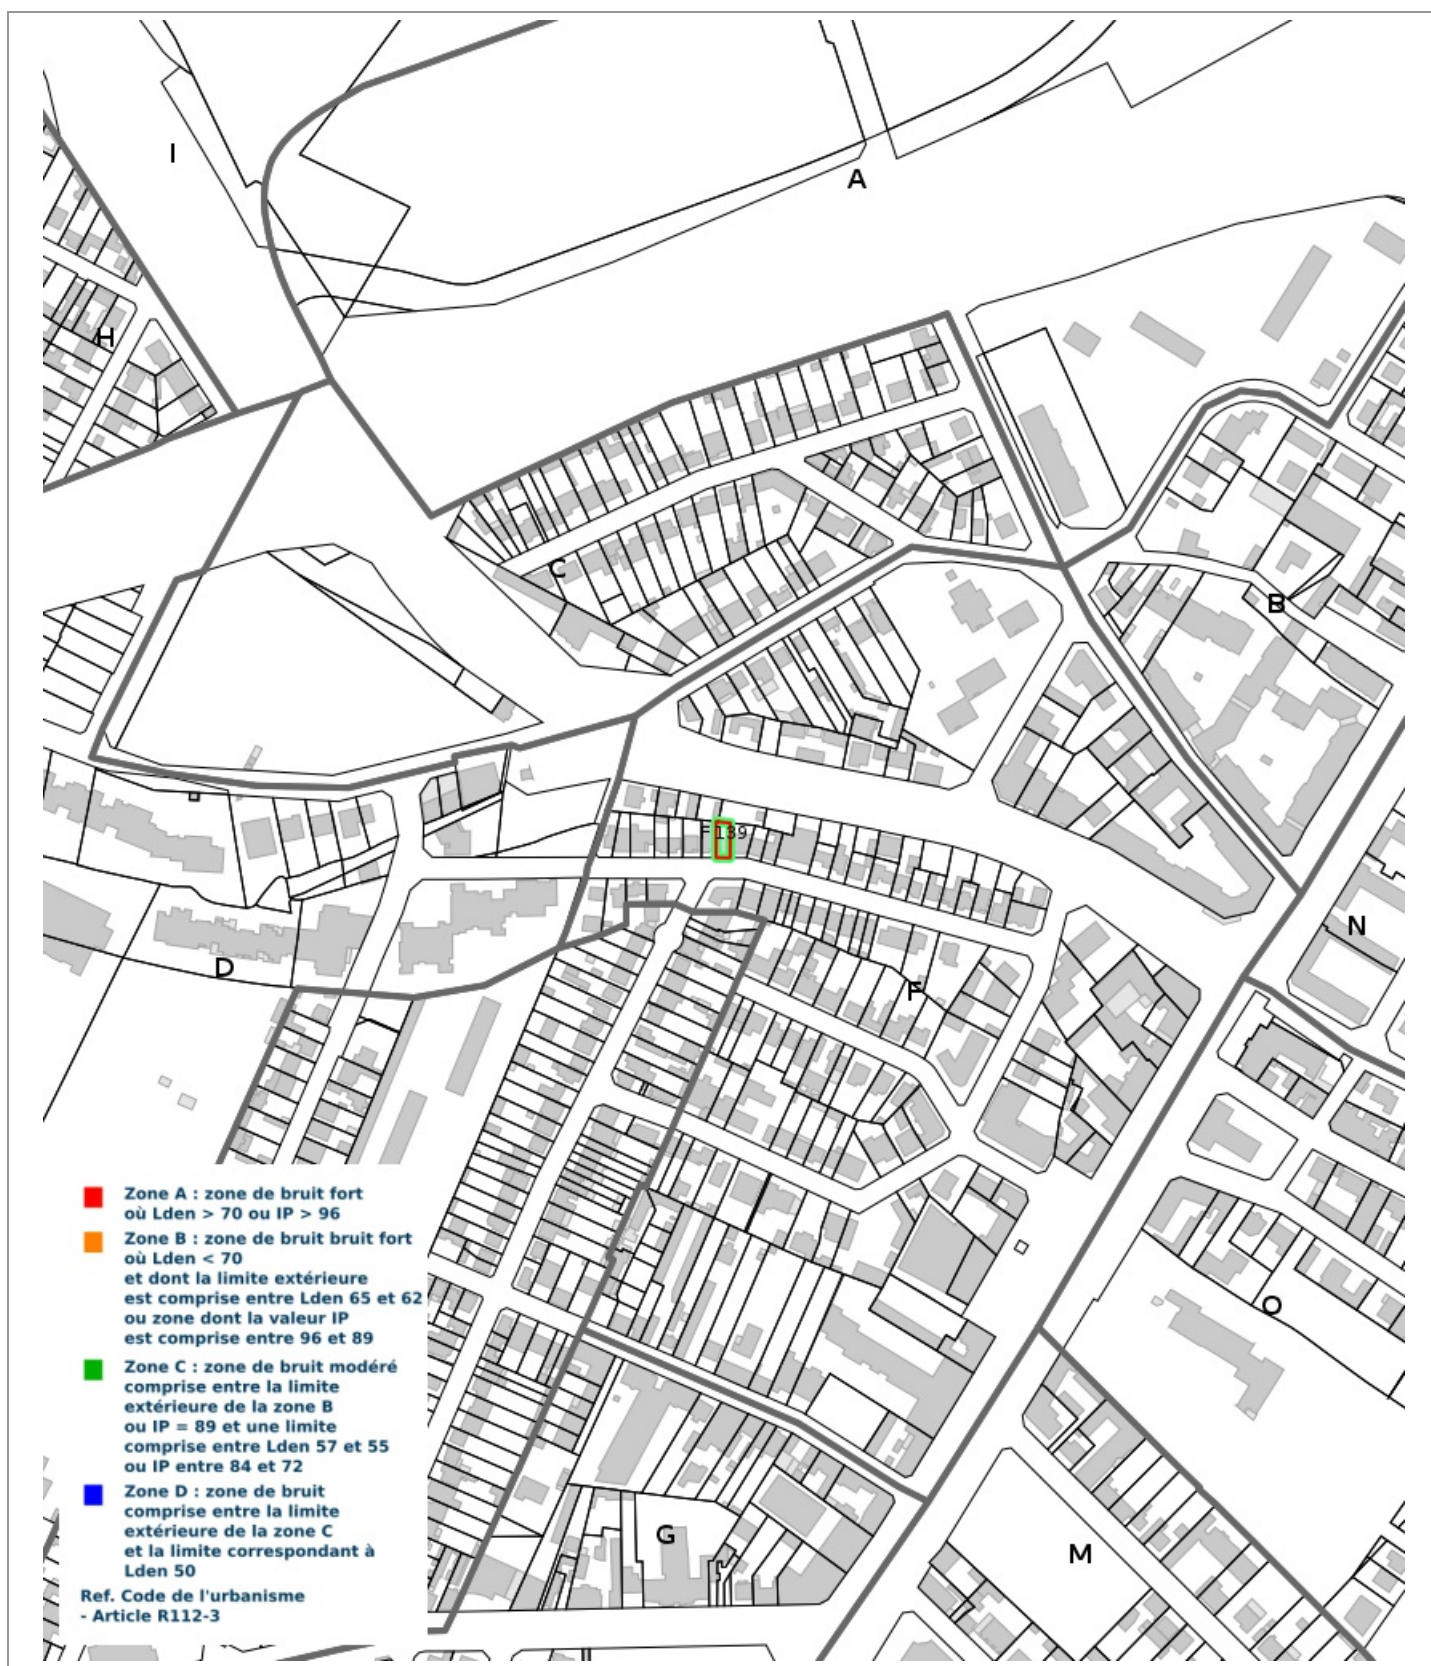 I
A
H
C
B
F 139
N
D
F
Zone A : zone de bruit fort
où Lden > 70 ou IP > 96
Zone B : zone de bruit bruit fort
où Lden < 70
et dont la limite extérieure
est comprise entre Lden 65 et 62
ou zone dont la valeur IP
est comprise entre 96 et 89
O
Zone C : zone de bruit modéré
comprise entre la limite
extérieure de la zone B
ou IP = 89 et une limite
comprise entre Lden 57 et 55
ou IP entre 84 et 72
Zone D : zone de bruit
comprise entre la limite
extérieure de la zone C
et la limite correspondant à
Lden 50
G
M
Ref. Code de l'urbanisme
- Article R112-3